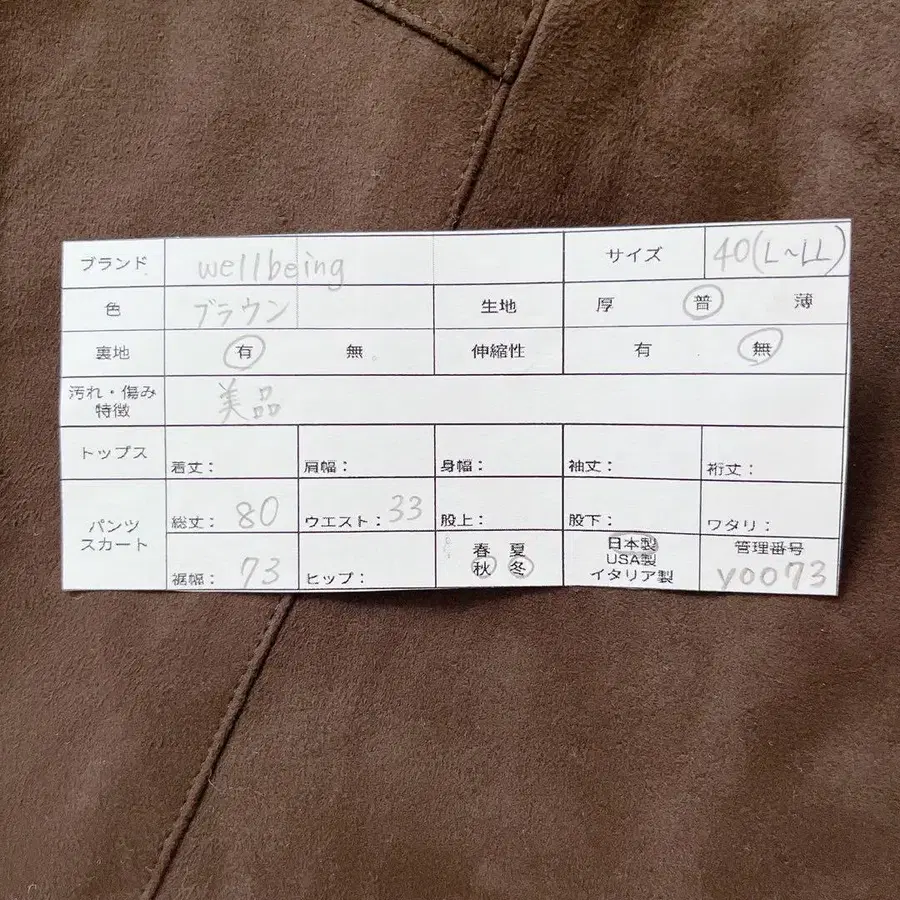 ブランド wellbeing サイズ 40(L~LL)
色 ブラウン 生地 厚 普 薄
裏地 有 無 伸縮性 有 無
汚れ・傷み
特徴 美品
トップス 着丈: 肩幅: 身幅: 袖丈: 裄丈:
パンツ
スカート
総丈: 80 ウエスト: 33 股上: 股下: ワタリ:
裾幅: 73 ヒップ:
春 夏
秋 冬
日本製
USA製
イタリア製
管理番号
y0073